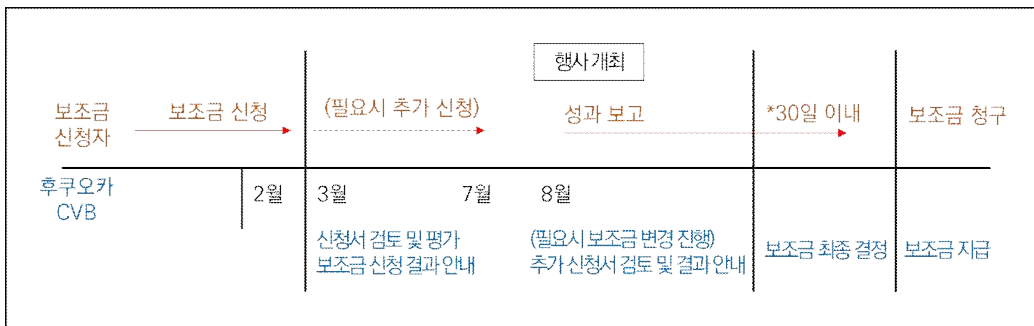 행사 개최
보조금
신청자
보조금 신청
(필요시 추가 신청)
성과 보고
*30일 이내
보조금 청구
후쿠오카
CVB
2월
3월
7월
8월
신청서 검토 및 평가
보조금 신청 결과 안내
(필요시 보조금 변경 진행)
추가 신청서 검토 및 결과 안내
보조금 최종 결정
보조금 지급